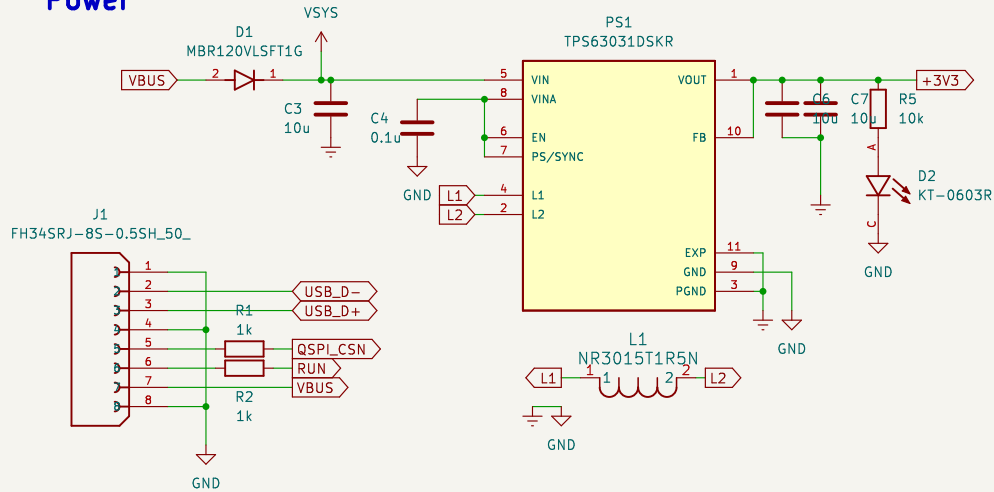 Power
VSYS
D1
MBR120VLSFT1G
VBUS
2
1
C3
10u
C4
0.1u
GND
PS1
TPS63031DSKR
5
VIN
8
VINA
6
EN
7
PS/SYNC
L1
4
L1
L2
2
L2
VOUT
1
FB
10
EXP
11
GND
9
PGND
3
C6
10u
C7
10u
R5
10k
+3V3
A
D2
KT-0603R
C
GND
GND
J1
FH34SRJ-8S-0.5SH_50_
1
2
USB_D-
3
USB_D+
4
R1
1k
5
QSPI_CSN
6
RUN
7
VBUS
8
R2
1k
GND
L1
NR3015T1R5N
L1
1
1
2
2
L2
GND